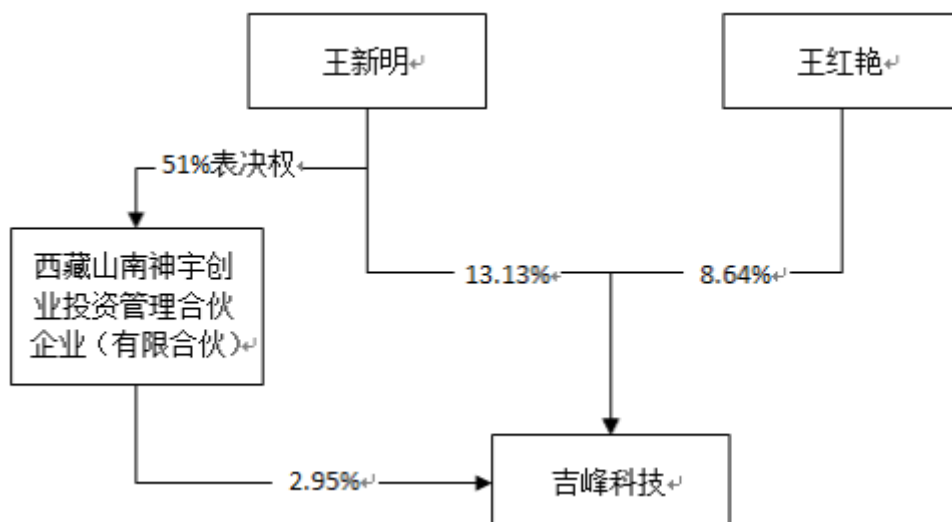 王新明
王红艳
51%表决权
西藏山南神宇创
业投资管理合伙
企业（有限合伙）
13.13%
8.64%
2.95%
吉峰科技